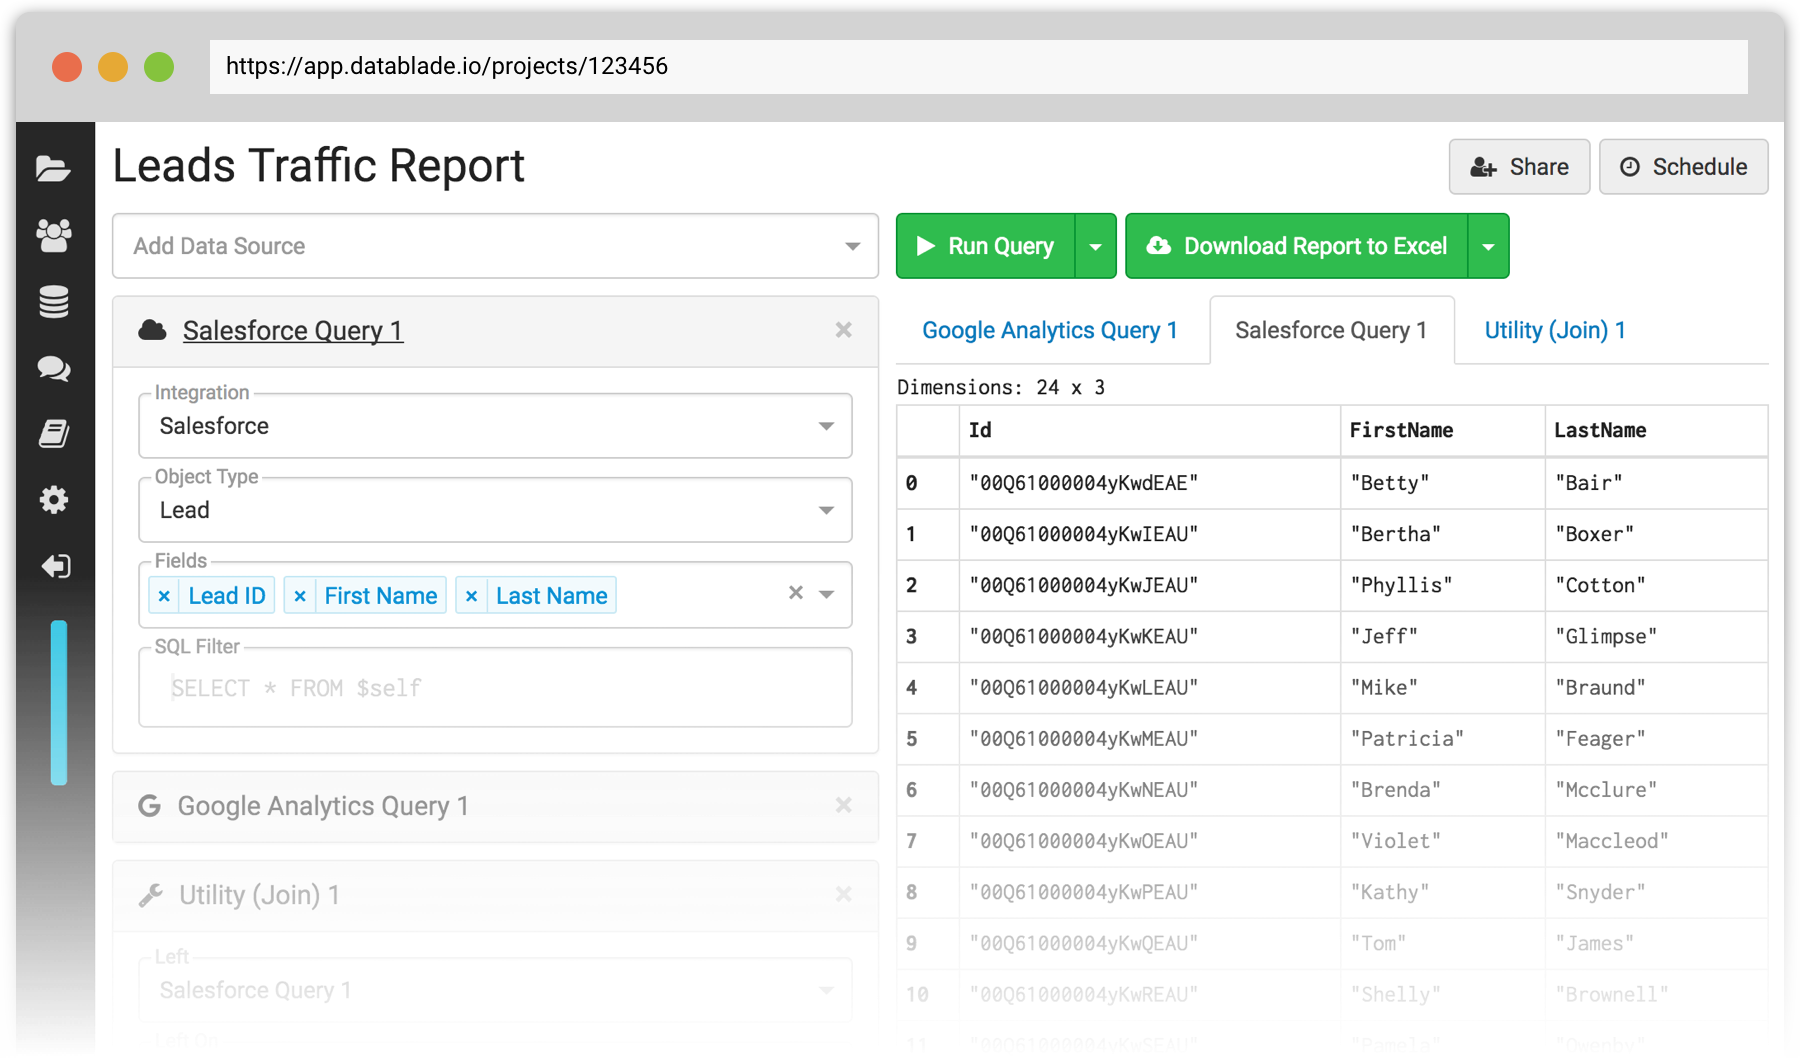 https://app.datablade.io/projects/123456
Leads Traffic Report
Share
Schedule
Add Data Source
Run Query
Download Report to Excel
Salesforce Query 1
Integration
Salesforce
Object Type
Lead
Fields
× Lead ID × First Name × Last Name
SQL Filter
SELECT * FROM $self
Google Analytics Query 1
Utility (Join) 1
Left
Salesforce Query 1
Left On
Google Analytics Query 1 Salesforce Query 1 Utility (Join) 1
Dimensions: 24 x 3
Id FirstName LastName
0 "00Q61000004yKwdEAE" "Betty" "Bair"
1 "00Q61000004yKwIEAU" "Bertha" "Boxer"
2 "00Q61000004yKwJEAU" "Phyllis" "Cotton"
3 "00Q61000004yKwKEAU" "Jeff" "Glimpse"
4 "00Q61000004yKwLEAU" "Mike" "Braund"
5 "00Q61000004yKwMEAU" "Patricia" "Feager"
6 "00Q61000004yKwNEAU" "Brenda" "Mcclure"
7 "00Q61000004yKwOEAU" "Violet" "Maccleod"
8 "00Q61000004yKwPEAU" "Kathy" "Snyder"
9 "00Q61000004yKwQEAU" "Tom" "James"
10 "00Q61000004yKwREAU" "Shelly" "Brownell"
11 "00Q61000004yKwSEAU" "Pamela" "Owenby"